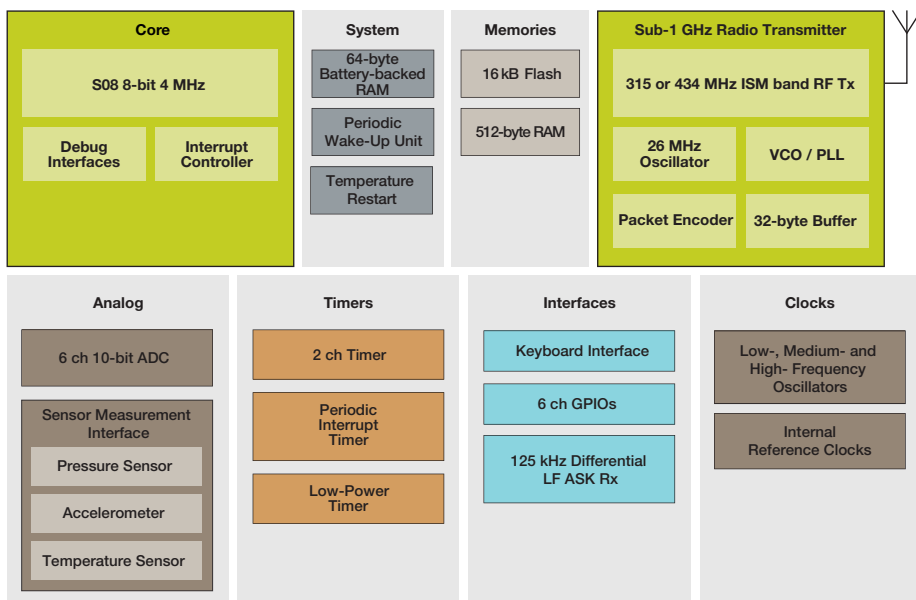 Core
S08 8-bit 4 MHz
Debug
Interfaces
Interrupt
Controller
System
64-byte
Battery-backed
RAM
Periodic
Wake-Up Unit
Temperature
Restart
Memories
16 kB Flash
512-byte RAM
Sub-1 GHz Radio Transmitter
315 or 434 MHz ISM band RF Tx
26 MHz
Oscillator
VCO / PLL
Packet Encoder
32-byte Buffer
Analog
6 ch 10-bit ADC
Sensor Measurement
Interface
Pressure Sensor
Accelerometer
Temperature Sensor
Timers
2 ch Timer
Periodic
Interrupt
Timer
Low-Power
Timer
Interfaces
Keyboard Interface
6 ch GPIOs
125 kHz Differential
LF ASK Rx
Clocks
Low-, Medium- and
High- Frequency
Oscillators
Internal
Reference Clocks